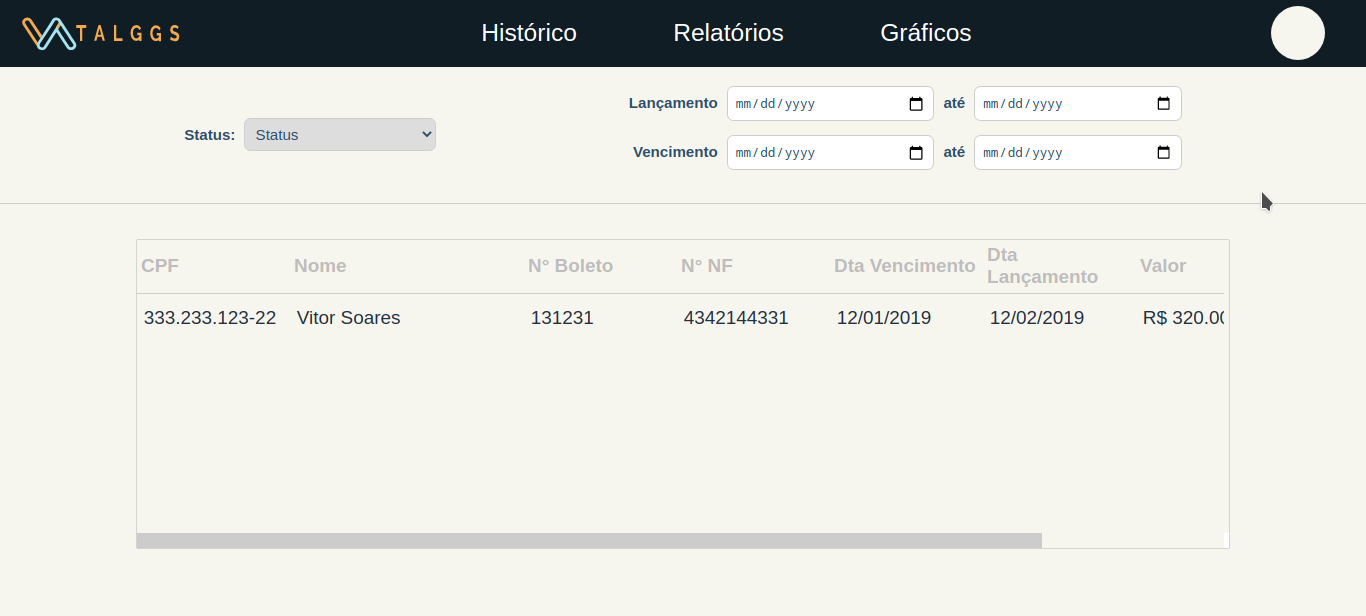 TALGGS
Histórico Relatórios Gráficos
Lançamento mm/dd/yyyy até mm/dd/yyyy
Status: Status
Vencimento mm/dd/yyyy até mm/dd/yyyy
CPF Nome N° Boleto N° NF Dta Vencimento Dta Lançamento Valor
333.233.123-22 Vitor Soares 131231 4342144331 12/01/2019 12/02/2019 R$ 320.00